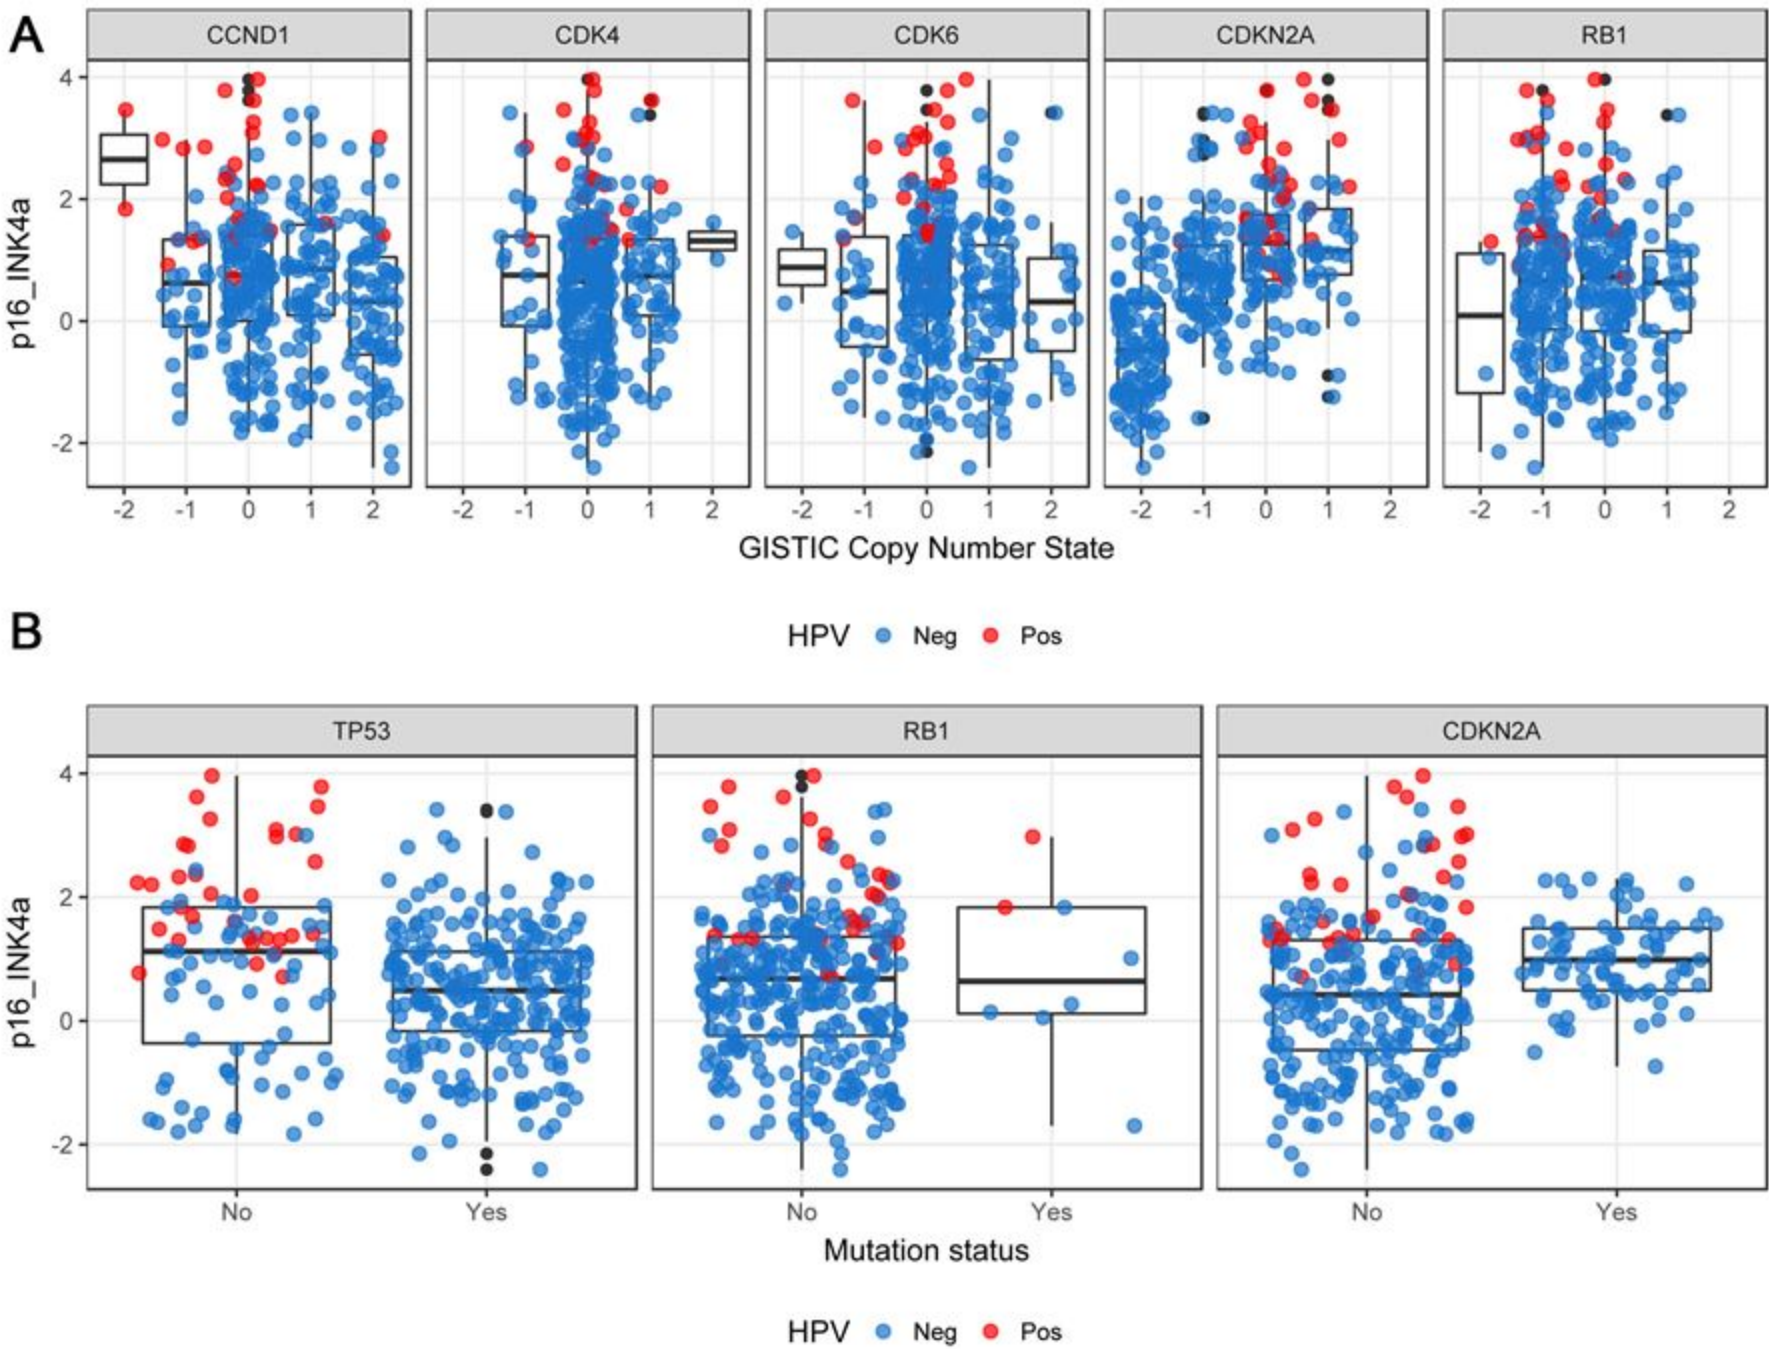 A
CCND1 CDK4 CDK6 CDKN2A RB1
p16_INK4a
4
2
0
-2
-2 -1 0 1 2 -2 -1 0 1 2 -2 -1 0 1 2 -2 -1 0 1 2 -2 -1 0 1 2
GISTIC Copy Number State
HPV Neg Pos
B
TP53 RB1 CDKN2A
p16_INK4a
4
2
0
-2
No Yes No Yes No Yes
Mutation status
HPV Neg Pos